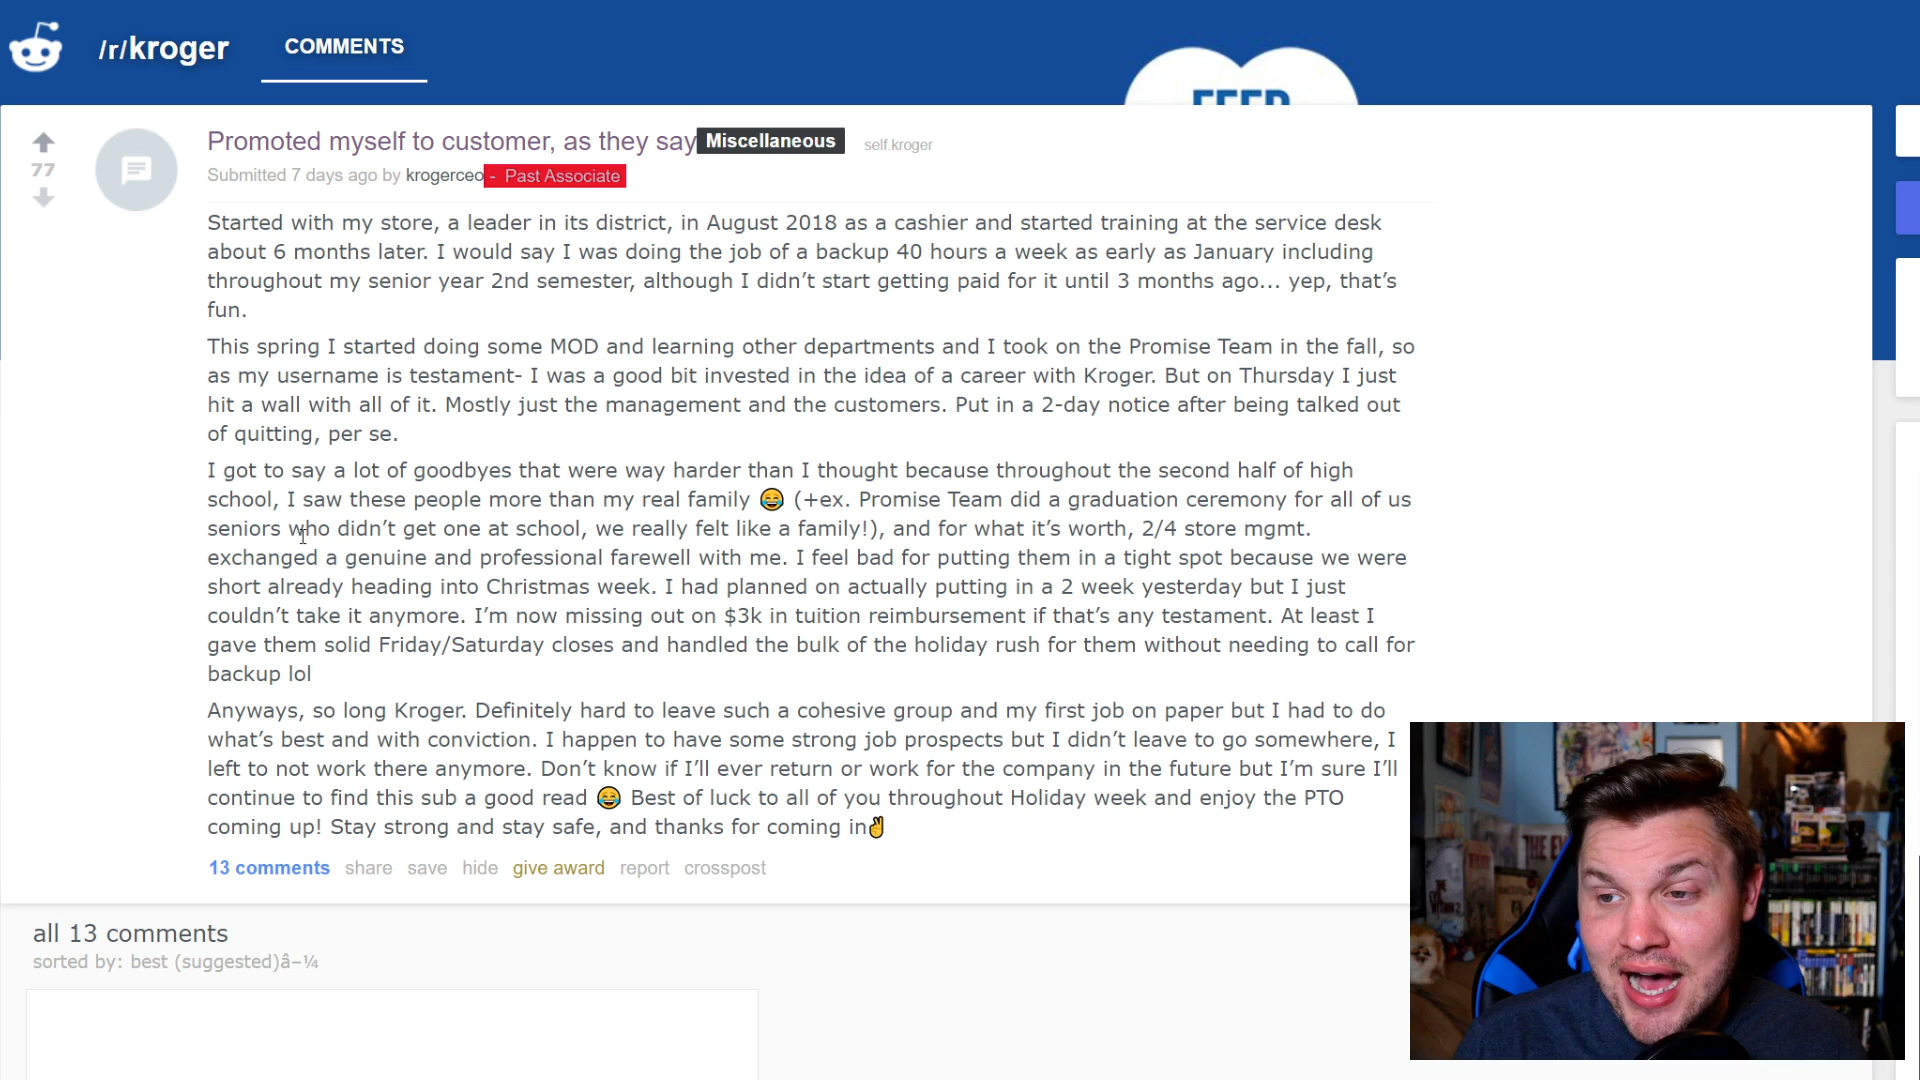 /r/kroger
COMMENTS
FEED
Promoted myself to customer, as they say Miscellaneous self.kroger
77
Submitted 7 days ago by krogerceo - Past Associate
Started with my store, a leader in its district, in August 2018 as a cashier and started training at the service desk
about 6 months later. I would say I was doing the job of a backup 40 hours a week as early as January including
throughout my senior year 2nd semester, although I didn’t start getting paid for it until 3 months ago... yep, that’s
fun.
This spring I started doing some MOD and learning other departments and I took on the Promise Team in the fall, so
as my username is testament- I was a good bit invested in the idea of a career with Kroger. But on Thursday I just
hit a wall with all of it. Mostly just the management and the customers. Put in a 2-day notice after being talked out
of quitting, per se.
I got to say a lot of goodbyes that were way harder than I thought because throughout the second half of high
school, I saw these people more than my real family 😂 (+ex. Promise Team did a graduation ceremony for all of us
seniors who didn’t get one at school, we really felt like a family!), and for what it’s worth, 2/4 store mgmt.
exchanged a genuine and professional farewell with me. I feel bad for putting them in a tight spot because we were
short already heading into Christmas week. I had planned on actually putting in a 2 week yesterday but I just
couldn’t take it anymore. I’m now missing out on $3k in tuition reimbursement if that’s any testament. At least I
gave them solid Friday/Saturday closes and handled the bulk of the holiday rush for them without needing to call for
backup lol
Anyways, so long Kroger. Definitely hard to leave such a cohesive group and my first job on paper but I had to do
what’s best and with conviction. I happen to have some strong job prospects but I didn’t leave to go somewhere, I
left to not work there anymore. Don’t know if I’ll ever return or work for the company in the future but I’m sure I’ll
continue to find this sub a good read 😂 Best of luck to all of you throughout Holiday week and enjoy the PTO
coming up! Stay strong and stay safe, and thanks for coming in✌
13 comments share save hide give award report crosspost
all 13 comments
sorted by: best (suggested)â–¼